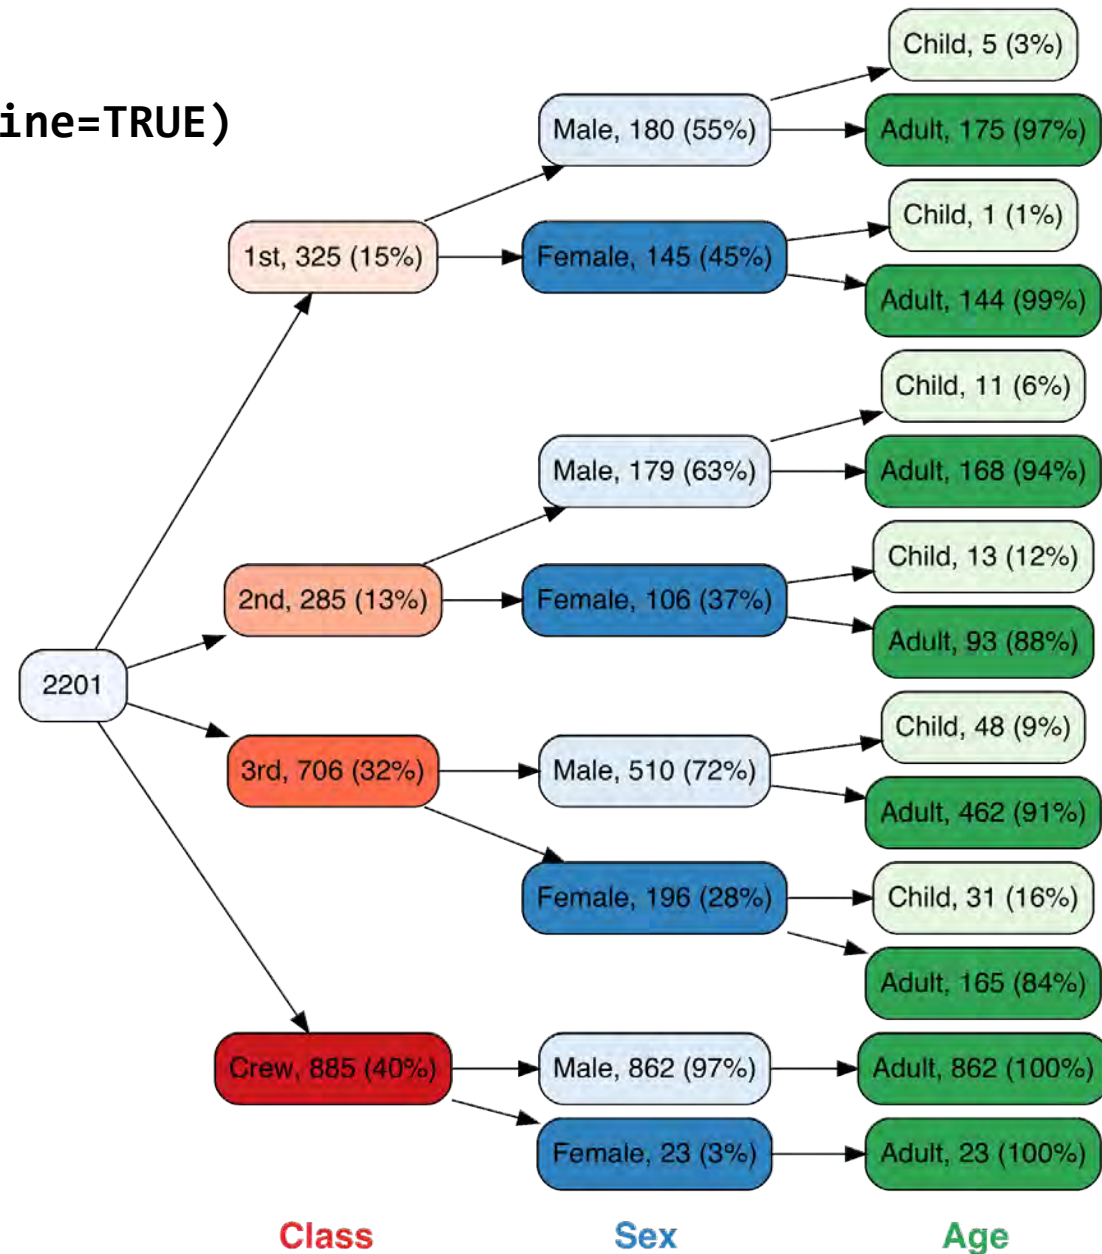 Child, 5 (3%)
ine=TRUE)
Male, 180 (55%)
Adult, 175 (97%)
Child, 1 (1%)
1st, 325 (15%)
Female, 145 (45%)
Adult, 144 (99%)
Child, 11 (6%)
Male, 179 (63%)
Adult, 168 (94%)
Child, 13 (12%)
2nd, 285 (13%)
Female, 106 (37%)
Adult, 93 (88%)
2201
Child, 48 (9%)
3rd, 706 (32%)
Male, 510 (72%)
Adult, 462 (91%)
Female, 196 (28%)
Child, 31 (16%)
Adult, 165 (84%)
Crew, 885 (40%)
Male, 862 (97%)
Adult, 862 (100%)
Female, 23 (3%)
Adult, 23 (100%)
Class
Sex
Age